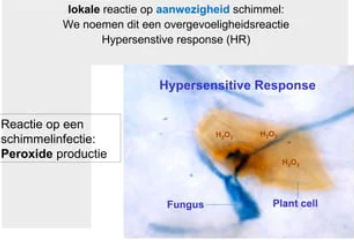 lokale reactie op aanwezigheid schimmel:
We noemen dit een overgevoeligheidsreactie
Hypersenstive response (HR)
Hypersensitive Response
Reactie op een
schimmelinfectie:
Peroxide productie
H₂O₂
H₂O₂
H₂O₂
Fungus
Plant cell